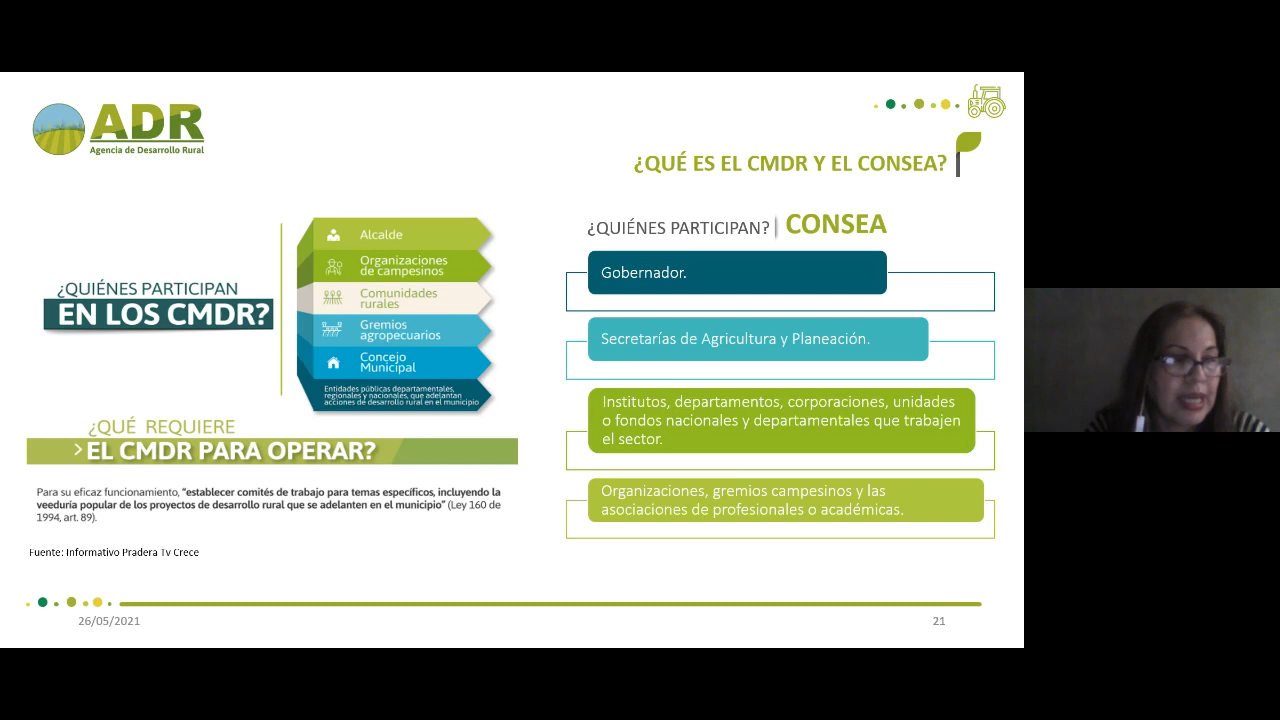 ADR
Agencia de Desarrollo Rural
¿QUÉ ES EL CMDR Y EL CONSEA?
¿QUIÉNES PARTICIPAN
EN LOS CMDR?
Alcalde
Organizaciones
de campesinos
Comunidades
rurales
Gremios
agropecuarios
Concejo
Municipal
Entidades públicas departamentales,
regionales y nacionales, que adelantan
acciones de desarrollo rural en el municipio
¿QUÉ REQUIERE
> EL CMDR PARA OPERAR?
Para su eficaz funcionamiento, “establecer comités de trabajo para temas específicos, incluyendo la
veeduría popular de los proyectos de desarrollo rural que se adelanten en el municipio” (Ley 160 de
1994, art. 89).
Fuente: Informativo Pradera Tv Crece
¿QUIÉNES PARTICIPAN? CONSEA
Gobernador.
Secretarías de Agricultura y Planeación.
Institutos, departamentos, corporaciones, unidades
o fondos nacionales y departamentales que trabajen
el sector.
Organizaciones, gremios campesinos y las
asociaciones de profesionales o académicas.
26/05/2021
21